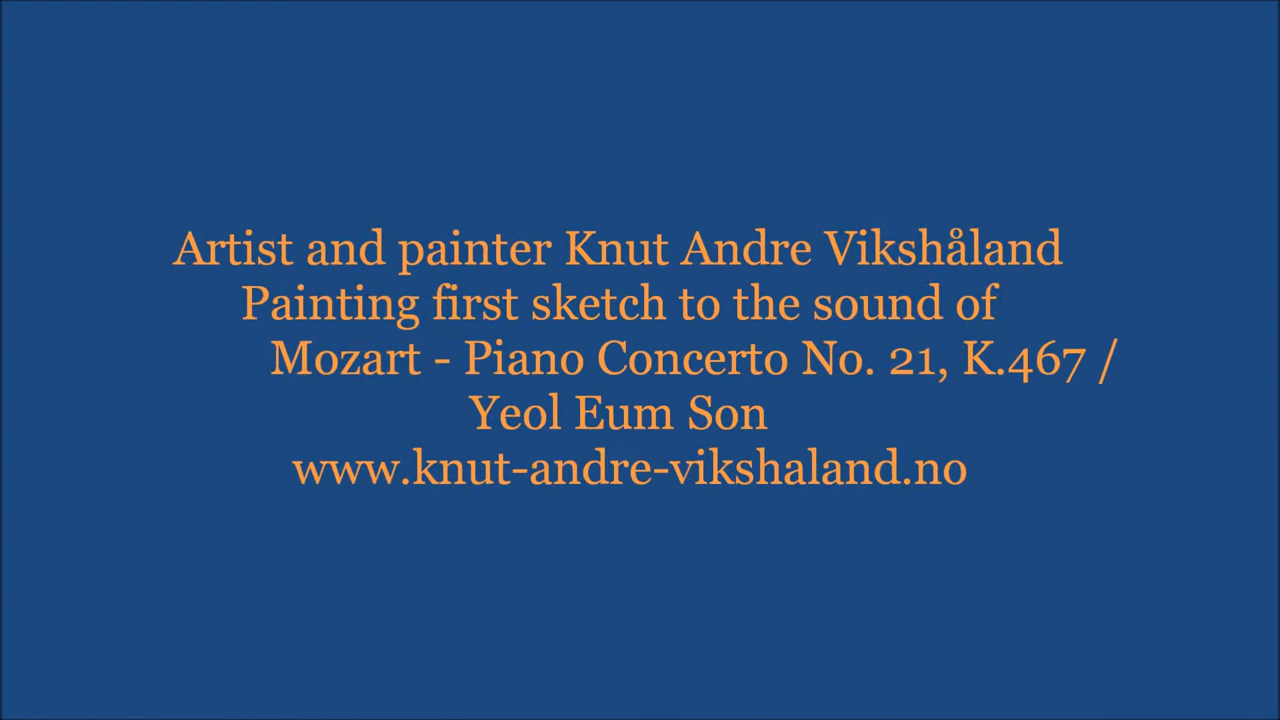 Artist and painter Knut Andre Vikshåland
Painting first sketch to the sound of
Mozart - Piano Concerto No. 21, K.467 /
Yeol Eum Son
www.knut-andre-vikshaland.no